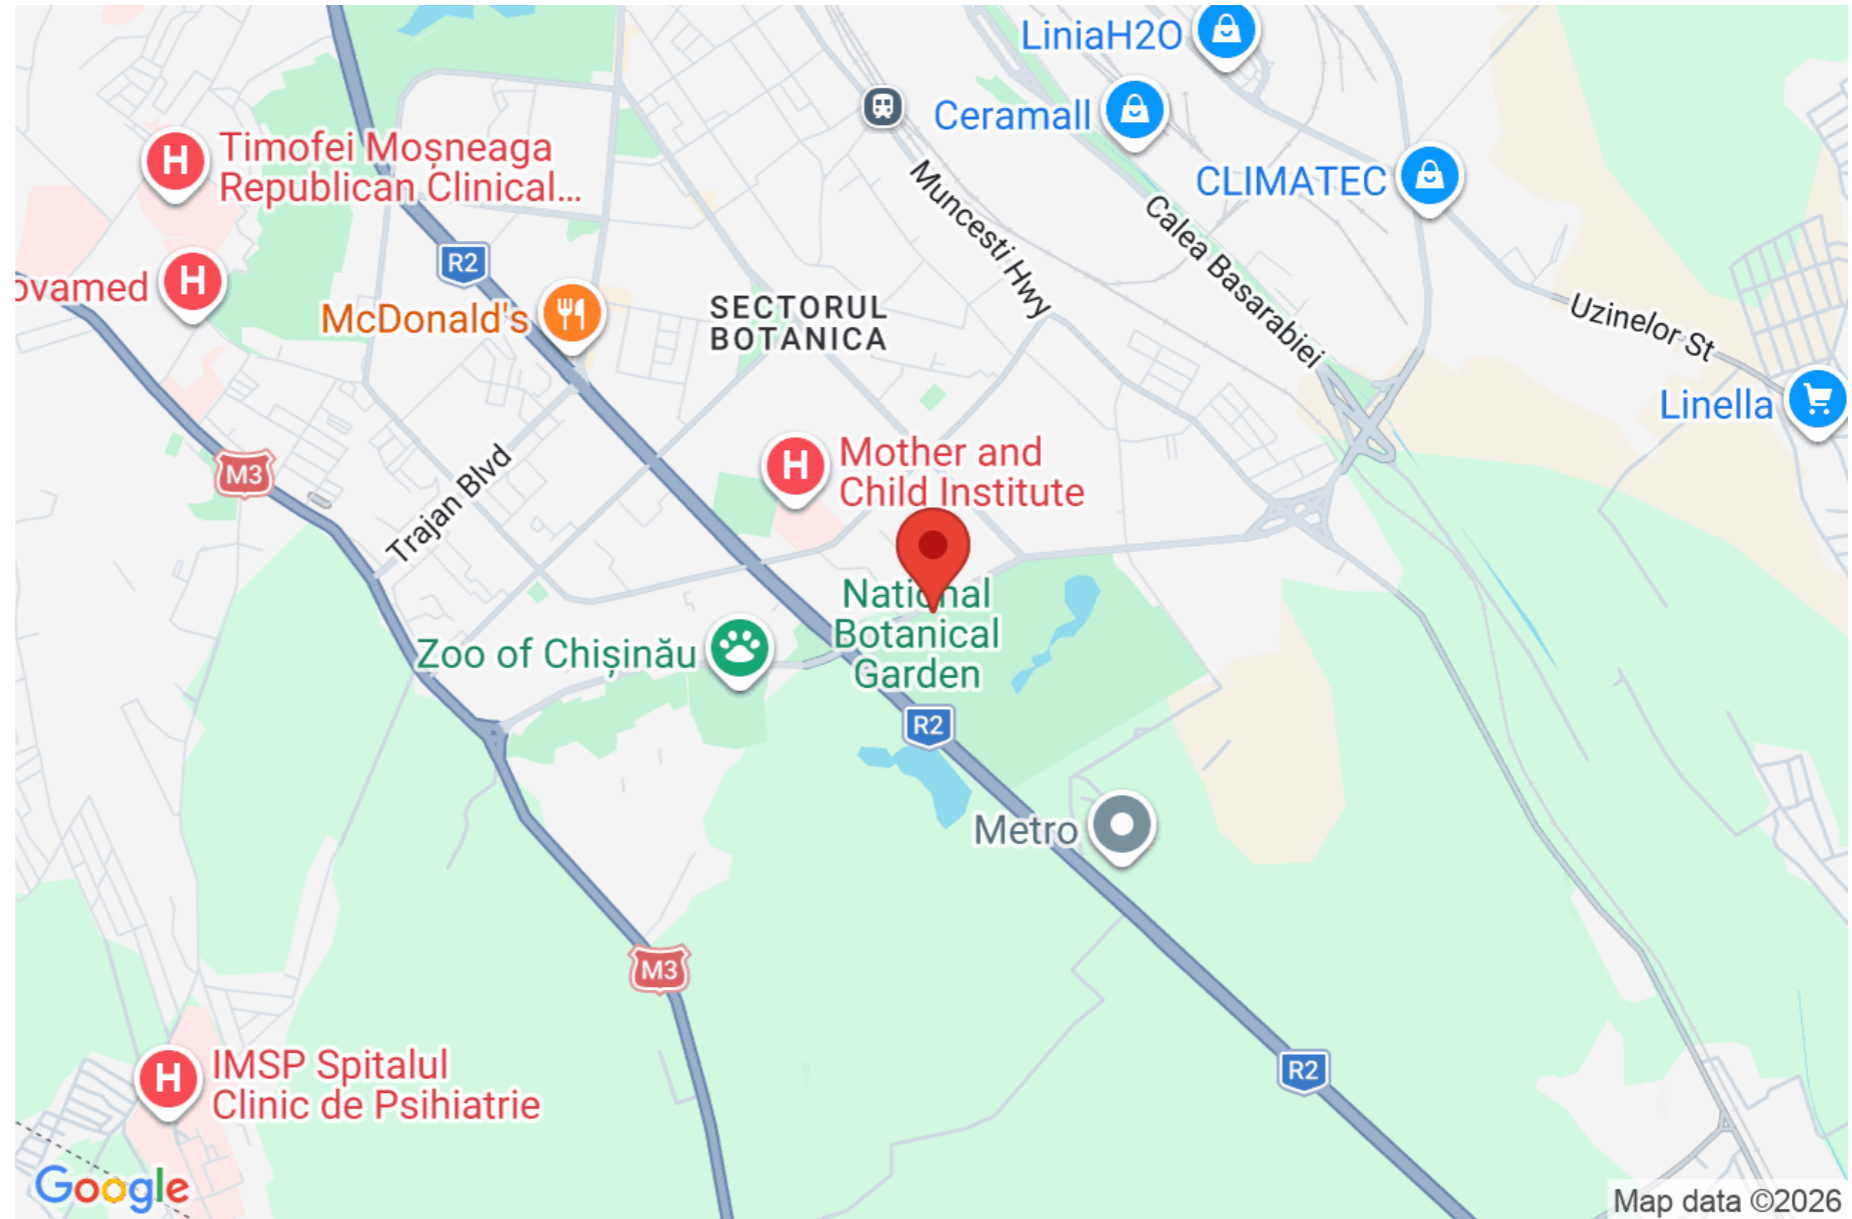 LiniaH2O
Ceramall
CLIMATEC
Timofei Moșneaga
Republican Clinical...
Muncesti Hwy
Calea Basarabiei
R2
ovamed
McDonald's
SECTORUL
BOTANICA
Uzinelor St
Linella
M3
Trajan Blvd
Mother and
Child Institute
National
Botanical
Garden
Zoo of Chișinău
R2
Metro
M3
IMSP Spitalul
Clinic de Psihiatrie
R2
Google
Map data ©2026